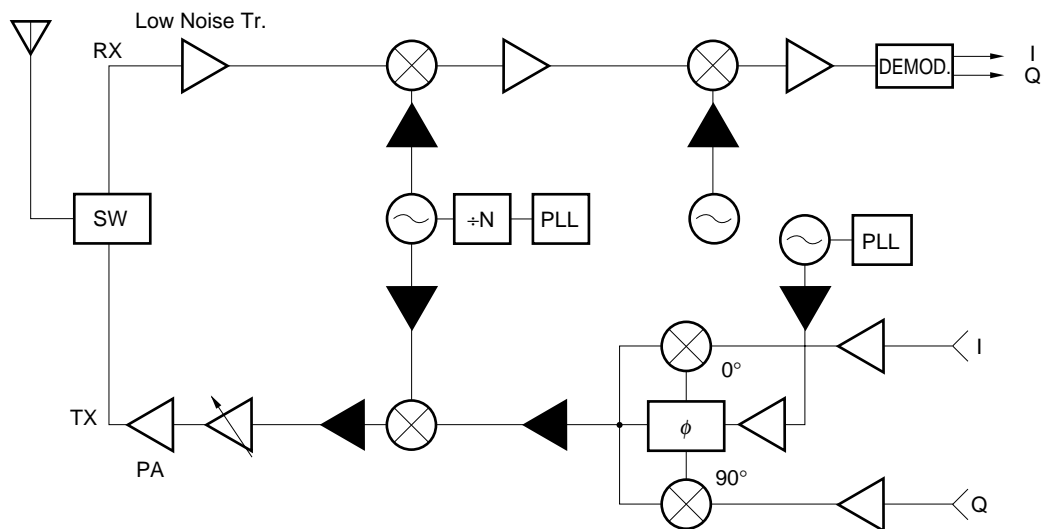 Low Noise Tr.
RX
DEMOD.
I
Q
SW
÷N
PLL
PLL
I
0°
TX
ϕ
PA
90°
Q